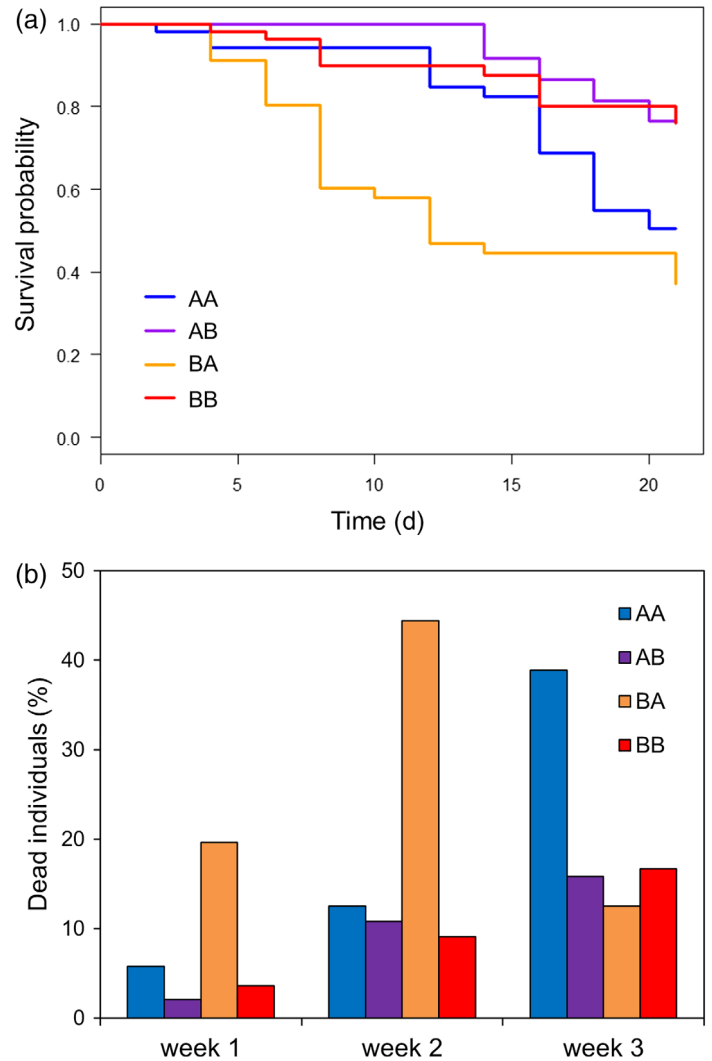 (a)
Survival probability
1.0
0.8
0.6
0.4
0.2
0.0
AA
AB
BA
BB
0 5 10 15 20
Time (d)
(b)
Dead individuals (%)
50
40
30
20
10
0
AA
AB
BA
BB
week 1 week 2 week 3